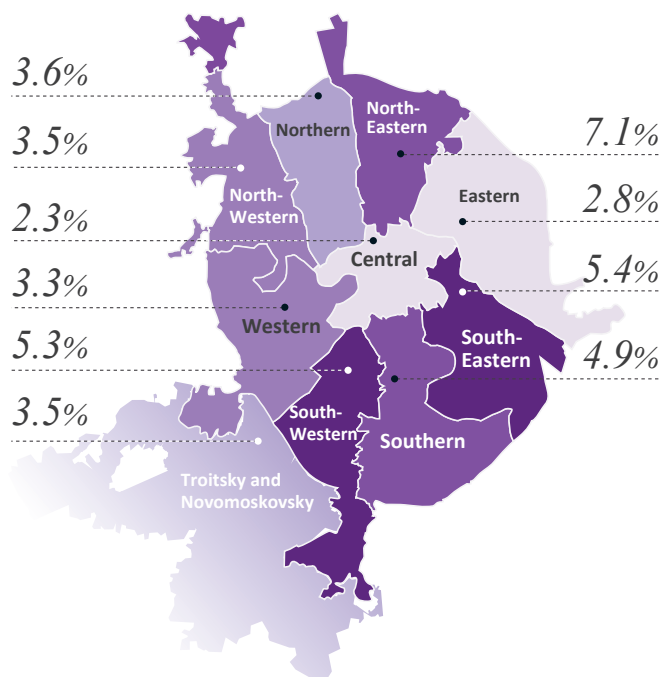 3.6%
3.5%
2.3%
3.3%
5.3%
3.5%
Northern
North-
Eastern
North-
Western
Eastern
Central
Western
South-
Eastern
South-
Western
Southern
Troitsky and
Novomoskovsky
7.1%
2.8%
5.4%
4.9%